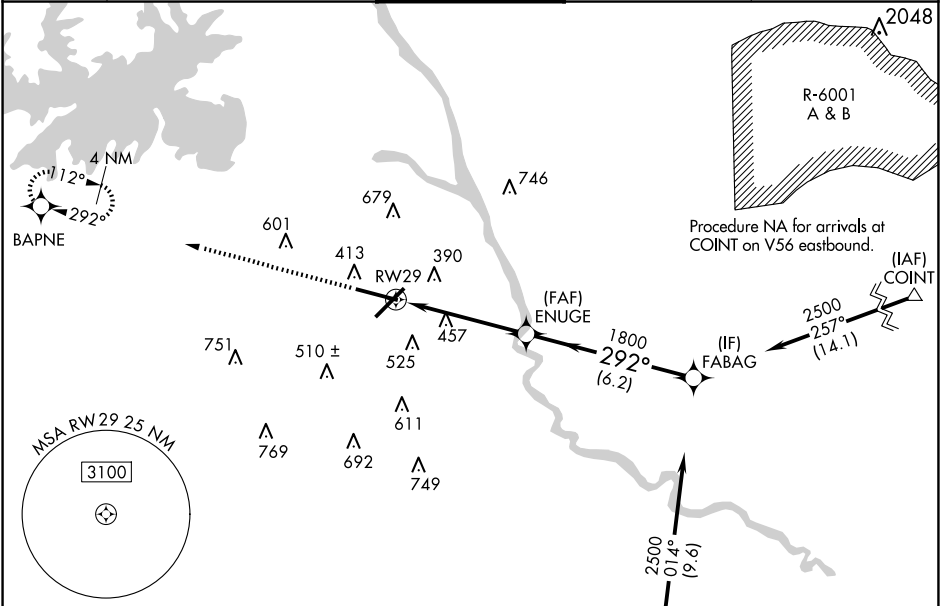 2048
R-6001
A & B
Procedure NA for arrivals at
COINT on V56 eastbound.
4 NM
112°
292°
BAPNE
746
679
601
413
RW29
390
(IAF)
COINT
2500
257°
(14.1)
(FAF)
ENUGE
1800
292°
(6.2)
(IF)
FABAG
457
525
751
510 ±
611
769
692
749
MSA RW29 25 NM
3100
2500
014°
(9.6)